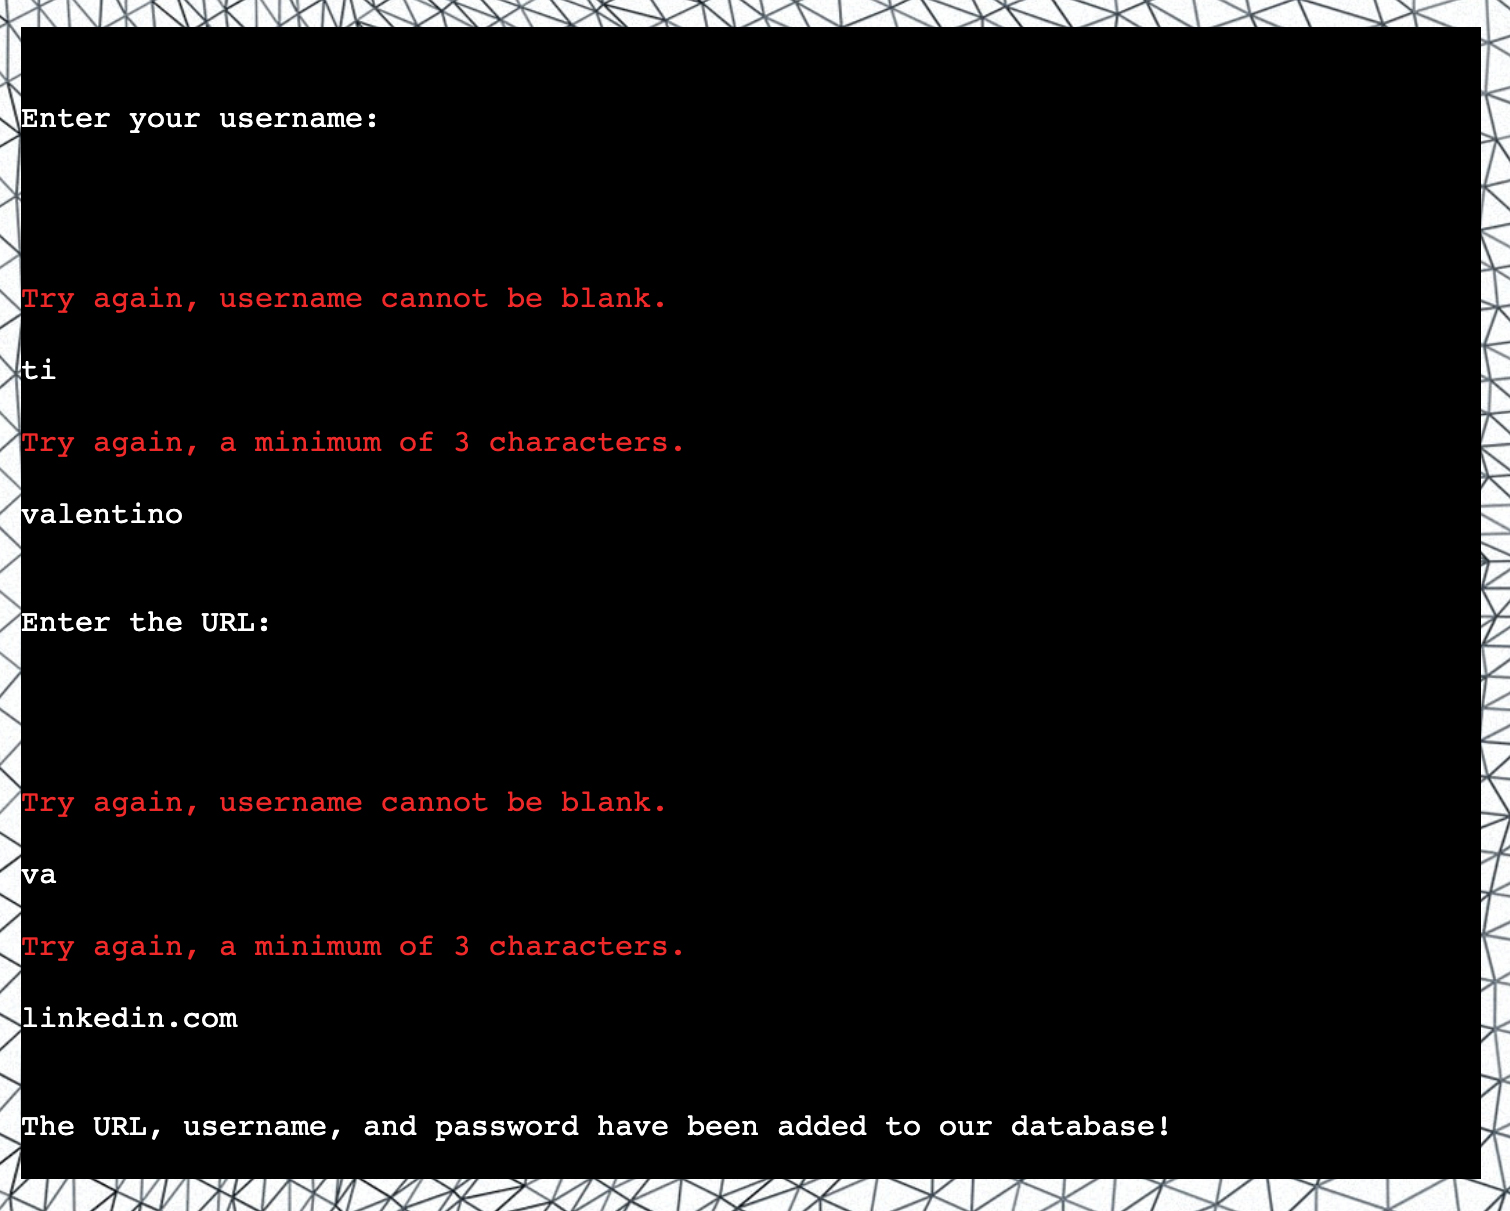 Enter your username:
Try again, username cannot be blank.
ti
Try again, a minimum of 3 characters.
valentino
Enter the URL:
Try again, username cannot be blank.
va
Try again, a minimum of 3 characters.
linkedin.com
The URL, username, and password have been added to our database!